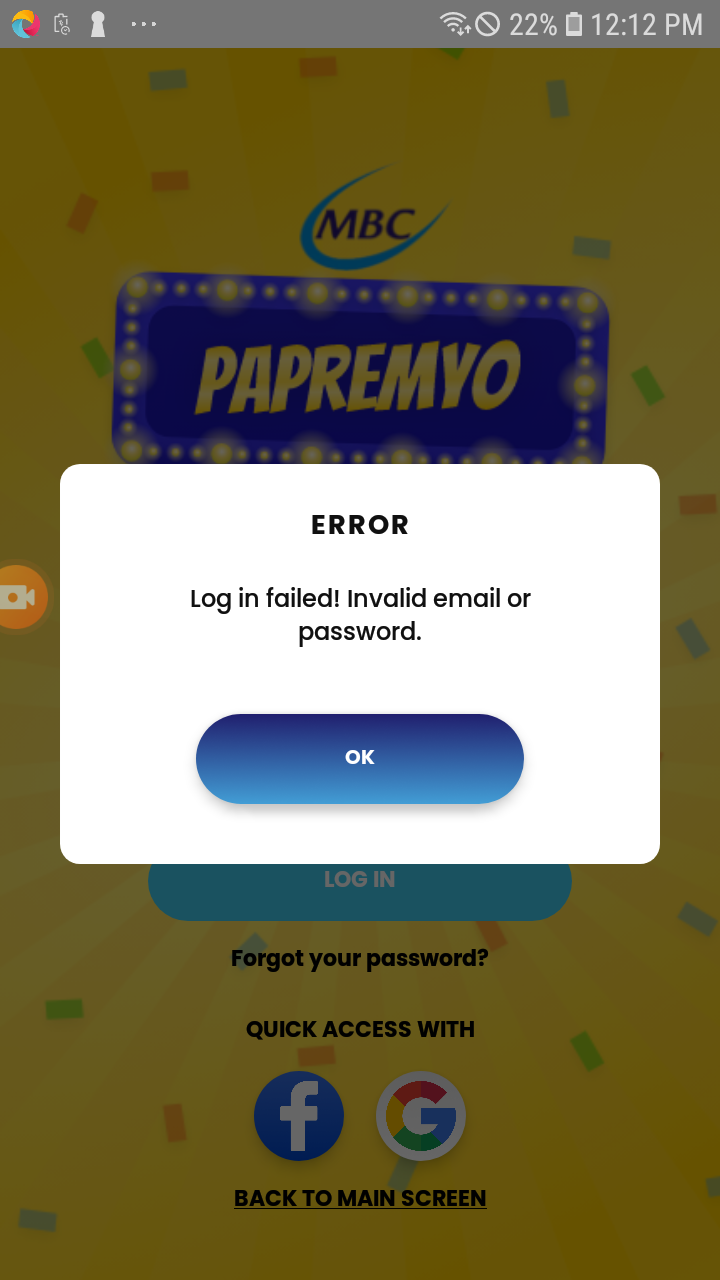 22% 12:12 PM
MBC
PAPREMYO
ERROR
Log in failed! Invalid email or
password.
OK
LOG IN
Forgot your password?
QUICK ACCESS WITH
BACK TO MAIN SCREEN